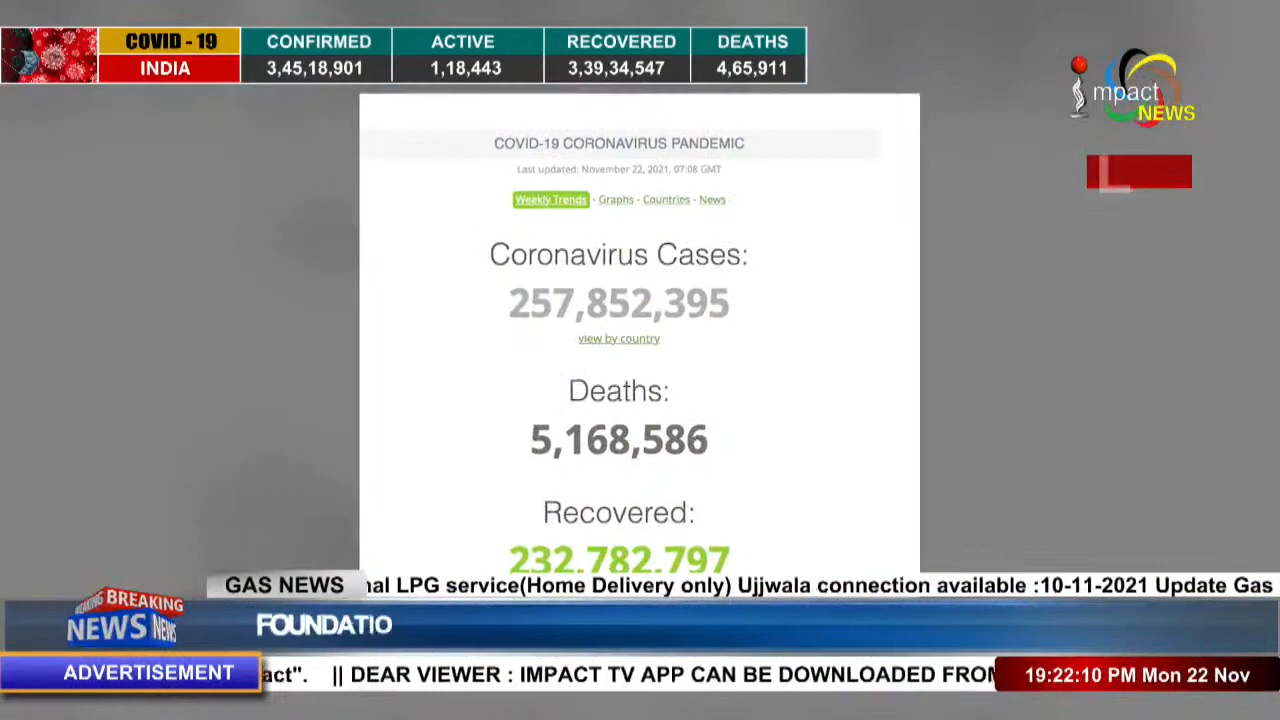 COVID - 19 CONFIRMED ACTIVE RECOVERED DEATHS
INDIA 3,45,18,901 1,18,443 3,39,34,547 4,65,911
mpact
NEWS
L
COVID-19 CORONAVIRUS PANDEMIC
Last updated: November 22, 2021, 07:08 GMT
Weekly Trends - Graphs - Countries - News
Coronavirus Cases:
257,852,395
view by country
Deaths:
5,168,586
Recovered:
232,782,797
GAS NEWS nal LPG service(Home Delivery only) Ujjwala connection available :10-11-2021 Update Gas
BREAKING BREAKING
NEWS NEWS
FOUNDATIO
ADVERTISEMENT act". || DEAR VIEWER : IMPACT TV APP CAN BE DOWNLOADED FROM 19:22:10 PM Mon 22 Nov